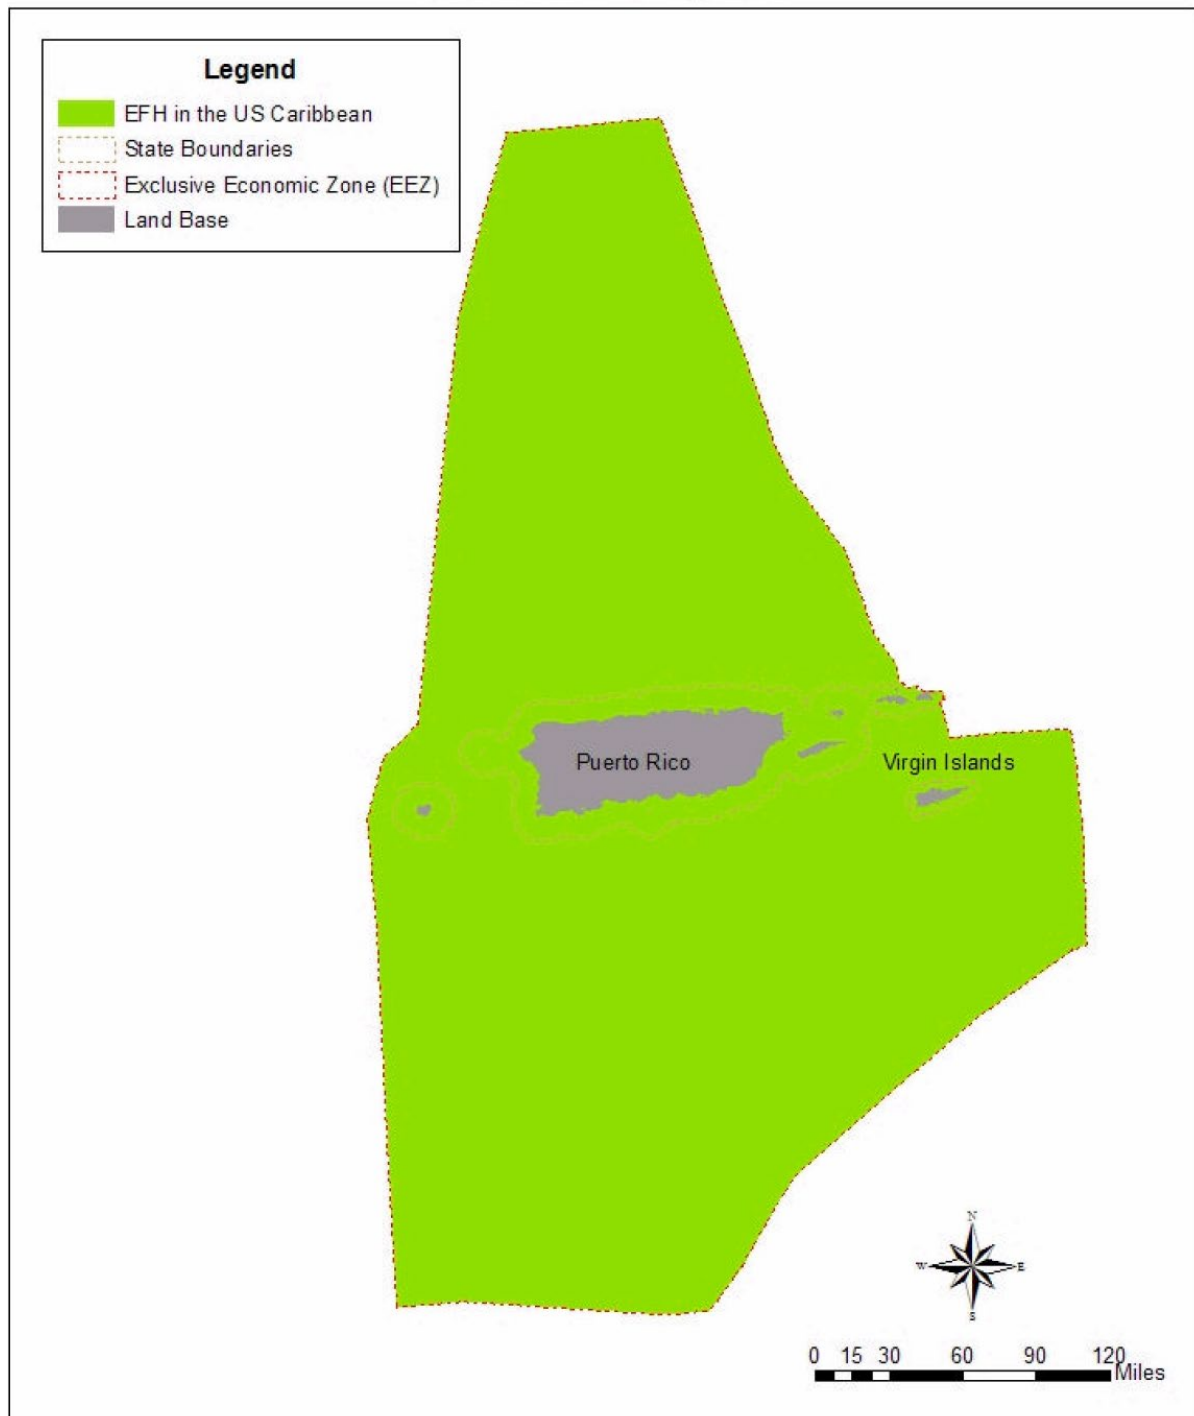 Legend
EFH in the US Caribbean
State Boundaries
Exclusive Economic Zone (EEZ)
Land Base
Puerto Rico
Virgin Islands
N
W E
S
0 15 30 60 90 120
Miles